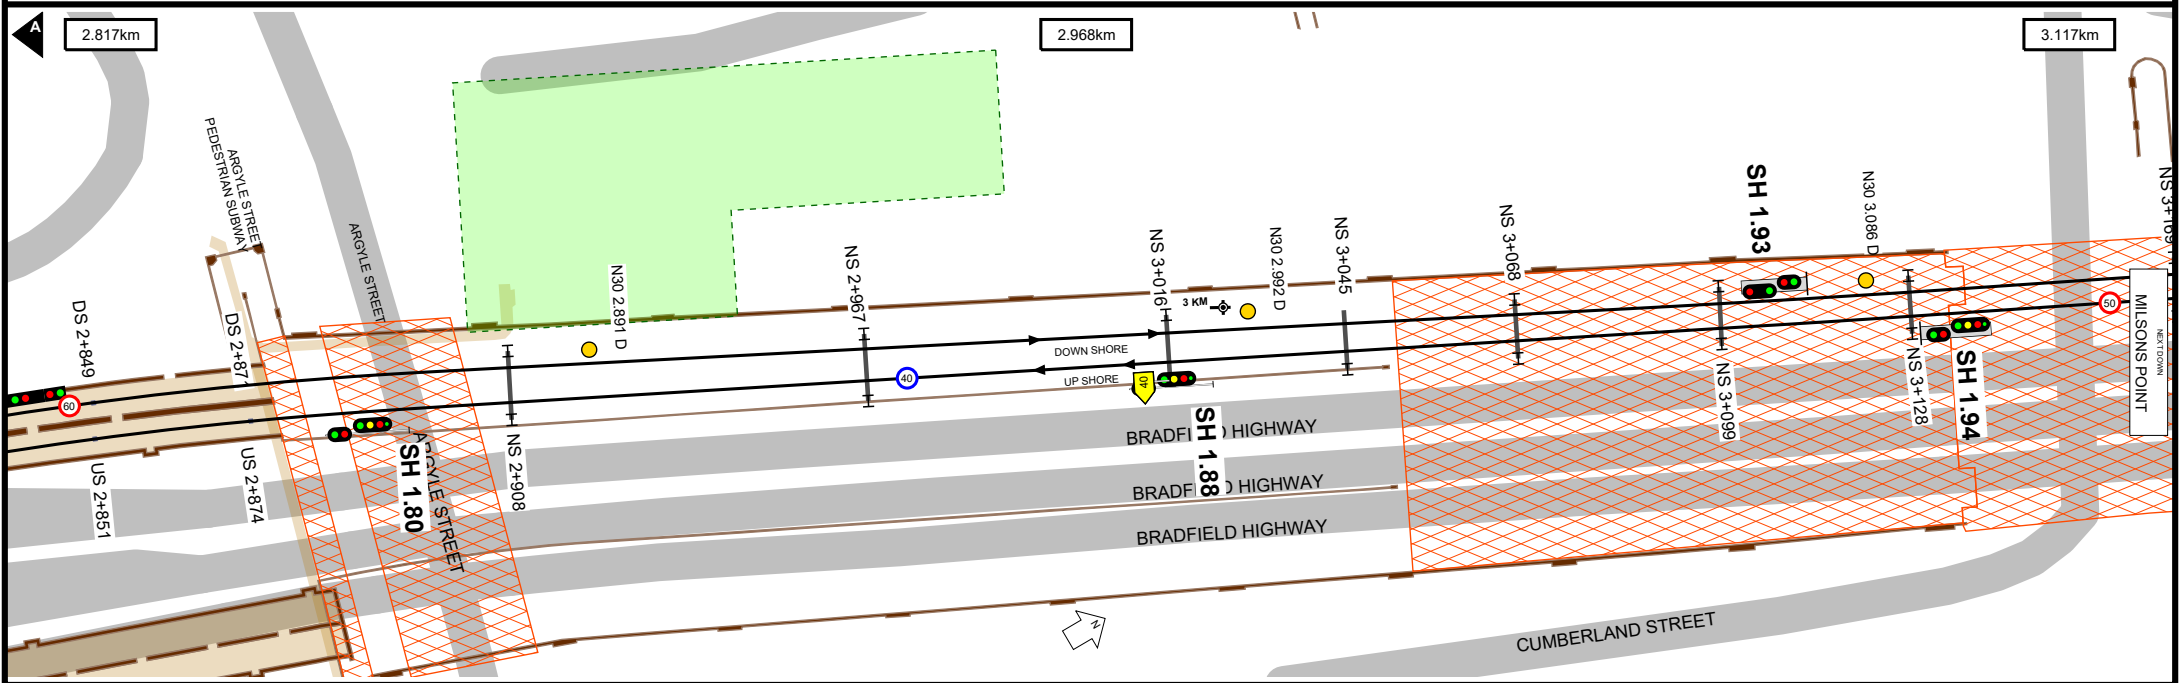 A
2.817km
2.968km
3.117km
ARGYLE STREET
PEDESTRIAN SUBWAY
ARGYLE STREET
DS 2+849
DS 2+871
N30 2.891 D
NS 2+967
NS 3+016
3 KM
N30 2.992 D
NS 3+045
NS 3+068
SH 1.93
N30 3.086 D
NS 3+169
60
40
DOWN SHORE
UP SHORE
40
50
MILSONS POINT
NEXT DOWN
US 2+851
US 2+874
SH 1.80
ARGYLE STREET
NS 2+908
SH 1.88
NS 3+099
NS 3+128
SH 1.94
BRADFIELD HIGHWAY
BRADFIELD HIGHWAY
BRADFIELD HIGHWAY
N
CUMBERLAND STREET